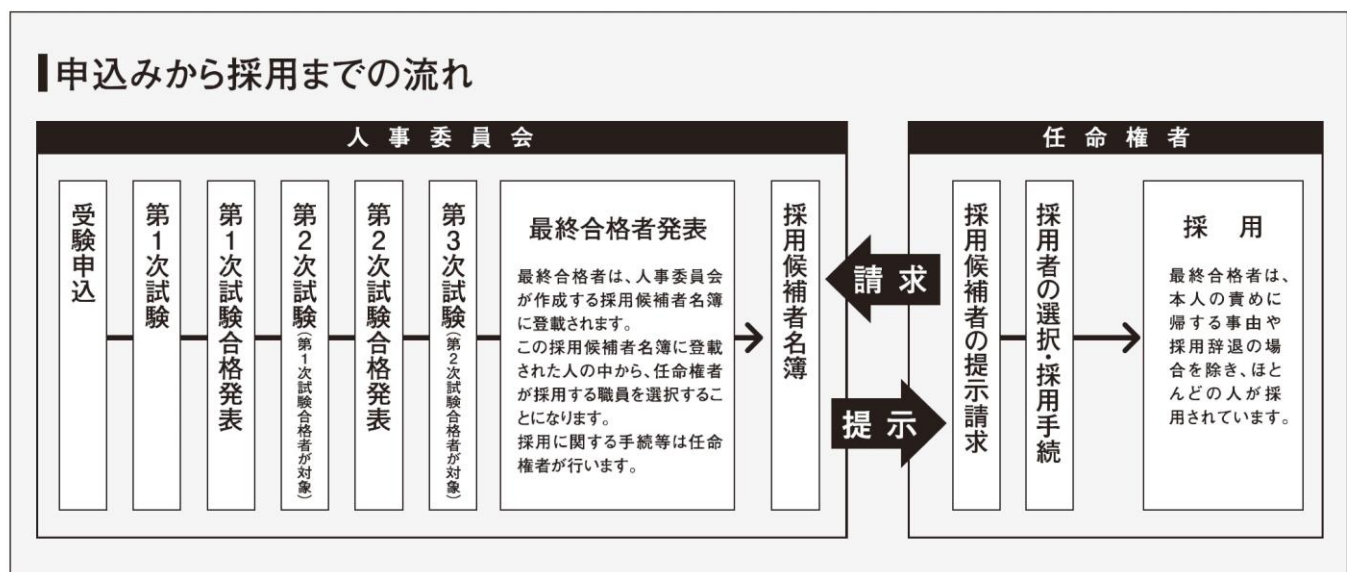 申込みから採用までの流れ
人事委員会
受験申込
第1次試験
第1次試験合格発表
第2次試験(第1次試験合格者が対象)
第2次試験合格発表
第3次試験(第2次試験合格者が対象)
最終合格者発表
最終合格者は、人事委員会
が作成する採用候補者名簿
に登載されます。
この採用候補者名簿に登載
された人の中から、任命権者
が採用する職員を選択するこ
とになります。
採用に関する手続等は任命
権者が行います。
採用候補者名簿
請求
提示
任命権者
採用候補者の提示請求
採用者の選択・採用手続
採用
最終合格者は、
本人の責めに
帰する事由や
採用辞退の場
合を除き、ほと
んどの人が採
用されています。